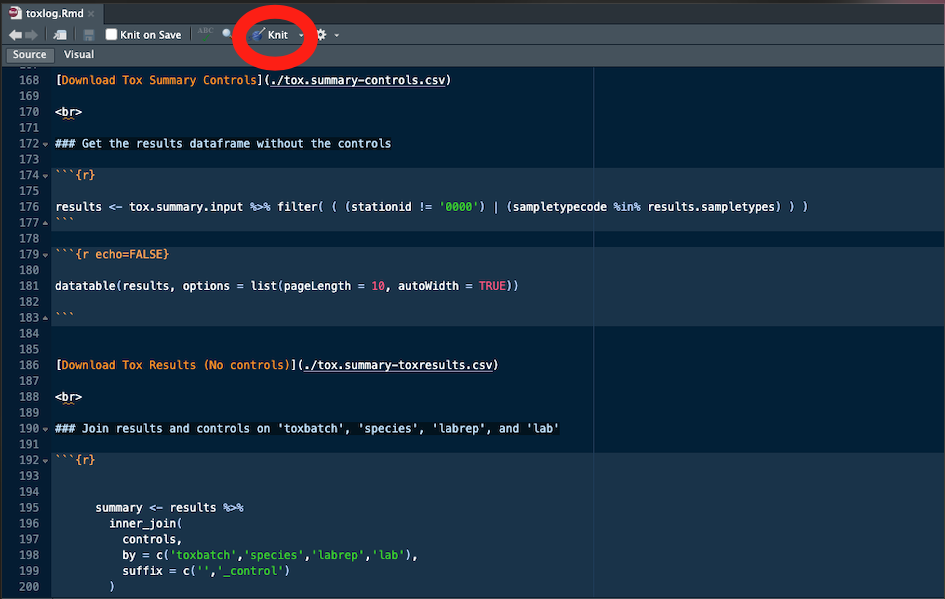 toxlog.Rmd
Knit on Save
ABC
Knit
Source
Visual
168 [Download Tox Summary Controls](./tox.summary-controls.csv)
169
170 <br>
171
172 ### Get the results dataframe without the controls
173
174 ```{r}
175
176 results <- tox.summary.input %>% filter( ( (stationid != '0000') | (sampletypecode %in% results.sampletypes) ) )
177 ```
178
179 ```{r echo=FALSE}
180
181 datatable(results, options = list(pageLength = 10, autoWidth = TRUE))
182
183 ```
184
185
186 [Download Tox Results (No controls)](./tox.summary-toxresults.csv)
187
188 <br>
189
190 ### Join results and controls on 'toxbatch', 'species', 'labrep', and 'lab'
191
192 ```{r}
193
194
195 summary <- results %>%
196 inner_join(
197 controls,
198 by = c('toxbatch','species','labrep','lab'),
199 suffix = c('','_control')
200 )